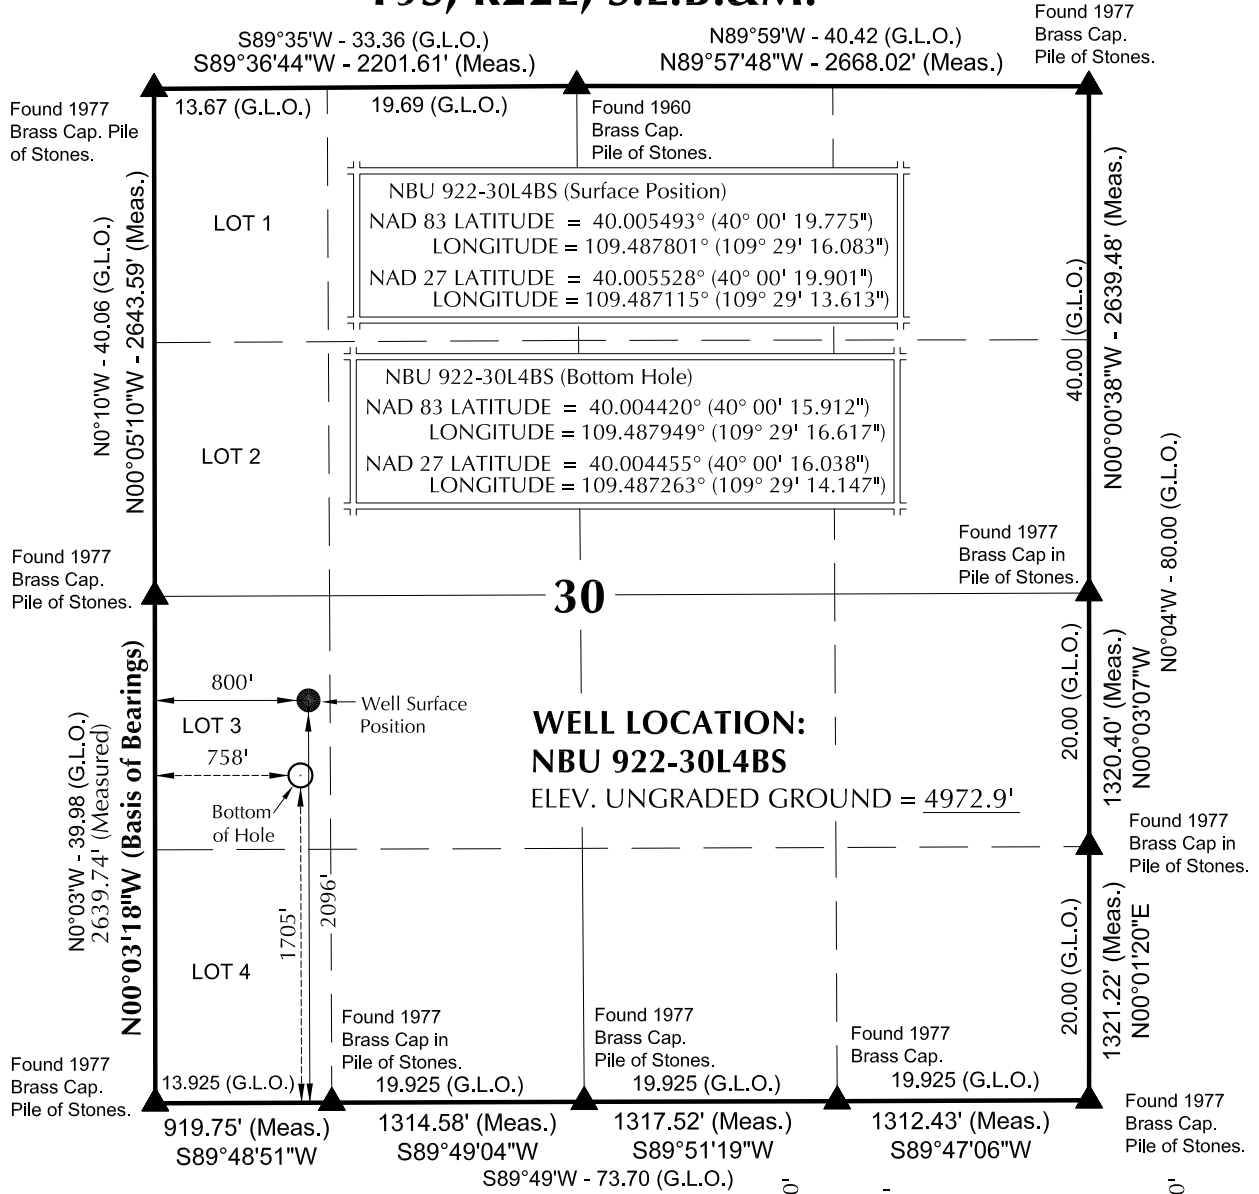 S89°35'W - 33.36 (G.L.O.)
S89°36'44"W - 2201.61' (Meas.)
N89°59'W - 40.42 (G.L.O.)
N89°57'48"W - 2668.02' (Meas.)
Found 1977
Brass Cap.
Pile of Stones.
Found 1977
Brass Cap. Pile
of Stones.
13.67 (G.L.O.)
19.69 (G.L.O.)
Found 1960
Brass Cap.
Pile of Stones.
LOT 1
NBU 922-30L4BS (Surface Position)
NAD 83 LATITUDE = 40.005493° (40° 00' 19.775")
LONGITUDE = 109.487801° (109° 29' 16.083")
NAD 27 LATITUDE = 40.005528° (40° 00' 19.901")
LONGITUDE = 109.487115° (109° 29' 13.613")
N0°10'W - 40.06 (G.L.O.)
N00°05'10"W - 2643.59' (Meas.)
40.00 (G.L.O.)
N00°00'38"W - 2639.48' (Meas.)
NBU 922-30L4BS (Bottom Hole)
NAD 83 LATITUDE = 40.004420° (40° 00' 15.912")
LONGITUDE = 109.487949° (109° 29' 16.617")
NAD 27 LATITUDE = 40.004455° (40° 00' 16.038")
LONGITUDE = 109.487263° (109° 29' 14.147")
LOT 2
N0°04'W - 80.00 (G.L.O.)
Found 1977
Brass Cap.
Pile of Stones.
Found 1977
Brass Cap in
Pile of Stones.
30
800'
Well Surface
Position
LOT 3
758'
Bottom
of Hole
WELL LOCATION:
NBU 922-30L4BS
ELEV. UNGRADED GROUND = 4972.9'
N0°03'W - 39.98 (G.L.O.)
2639.74' (Measured)
N00°03'18"W (Basis of Bearings)
20.00 (G.L.O.)
1320.40' (Meas.)
N00°03'07"W
Found 1977
Brass Cap in
Pile of Stones.
1705'
2096'
LOT 4
20.00 (G.L.O.)
1321.22' (Meas.)
N00°01'20"E
Found 1977
Brass Cap.
Pile of Stones.
Found 1977
Brass Cap in
Pile of Stones.
Found 1977
Brass Cap.
Pile of Stones.
Found 1977
Brass Cap.
Found 1977
Brass Cap.
Pile of Stones.
13.925 (G.L.O.)
19.925 (G.L.O.)
19.925 (G.L.O.)
19.925 (G.L.O.)
919.75' (Meas.)
S89°48'51"W
1314.58' (Meas.)
S89°49'04"W
1317.52' (Meas.)
S89°51'19"W
1312.43' (Meas.)
S89°47'06"W
S89°49'W - 73.70 (G.L.O.)